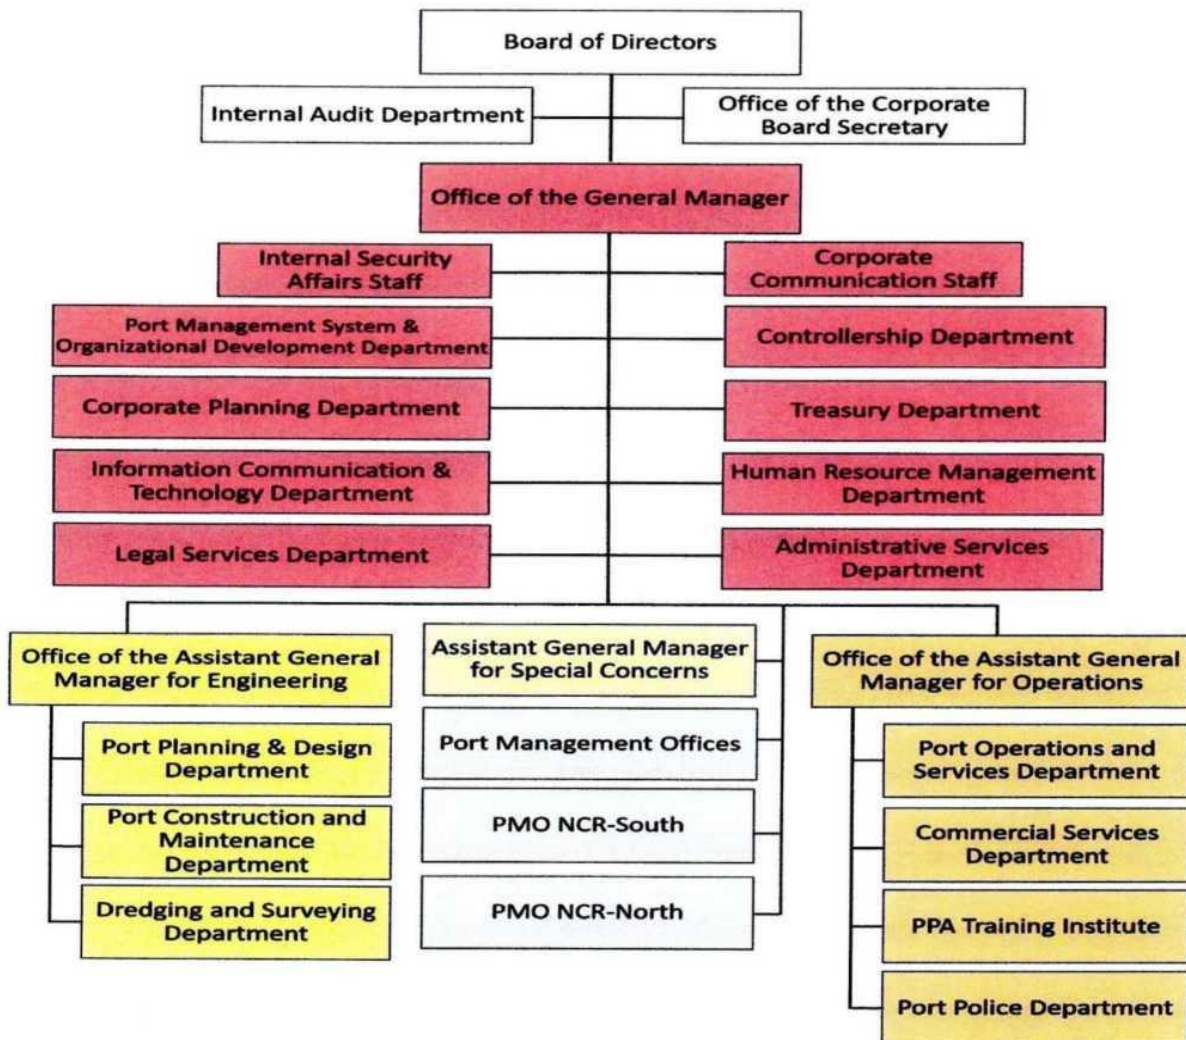 Board of Directors
Internal Audit Department
Office of the Corporate
Board Secretary
Office of the General Manager
Internal Security
Affairs Staff
Corporate
Communication Staff
Port Management System &
Organizational Development Department
Controllership Department
Corporate Planning Department
Treasury Department
Information Communication &
Technology Department
Human Resource Management
Department
Legal Services Department
Administrative Services
Department
Office of the Assistant General
Manager for Engineering
Port Planning & Design
Department
Port Construction and
Maintenance
Department
Dredging and Surveying
Department
Assistant General Manager
for Special Concerns
Port Management Offices
PMO NCR-South
PMO NCR-North
Office of the Assistant General
Manager for Operations
Port Operations and
Services Department
Commercial Services
Department
PPA Training Institute
Port Police Department